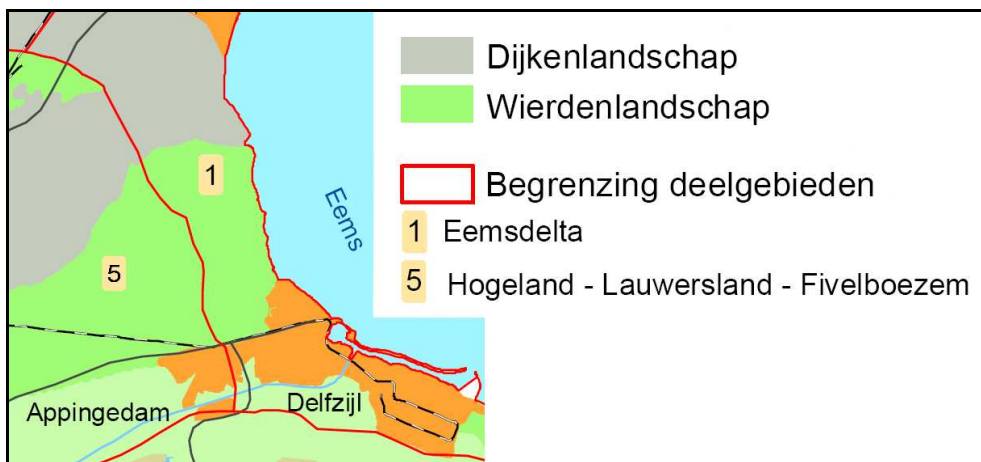 1
5
Eems
Appingedam
Delfzijl
Dijkenlandschap
Wierdenlandschap
Begrenzing deelgebieden
1 Eemsdelta
5 Hogeland - Lauwersland - Fivelboezem